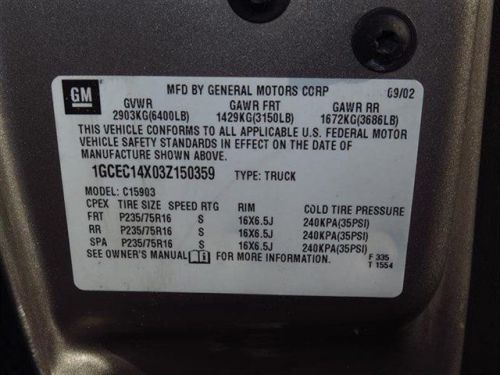 GM
MFD BY GENERAL MOTORS CORP 09/02
GVWR GAWR FRT GAWR RR
2903KG(6400LB) 1429KG(3150LB) 1672KG(3686LB)
THIS VEHICLE CONFORMS TO ALL APPLICABLE U.S. FEDERAL MOTOR
VEHICLE SAFETY STANDARDS IN EFFECT ON THE DATE OF
MANUFACTURE SHOWN ABOVE.
1GCEC14X03Z150359 TYPE: TRUCK
MODEL: C15903
CPEX TIRE SIZE SPEED RTG RIM COLD TIRE PRESSURE
FRT P235/75R16 S 16X6.5J 240KPA(35PSI)
RR P235/75R16 S 16X6.5J 240KPA(35PSI)
SPA P235/75R16 S 16X6.5J 240KPA(35PSI)
SEE OWNER'S MANUAL FOR MORE INFORMATION. F 335
T 1554